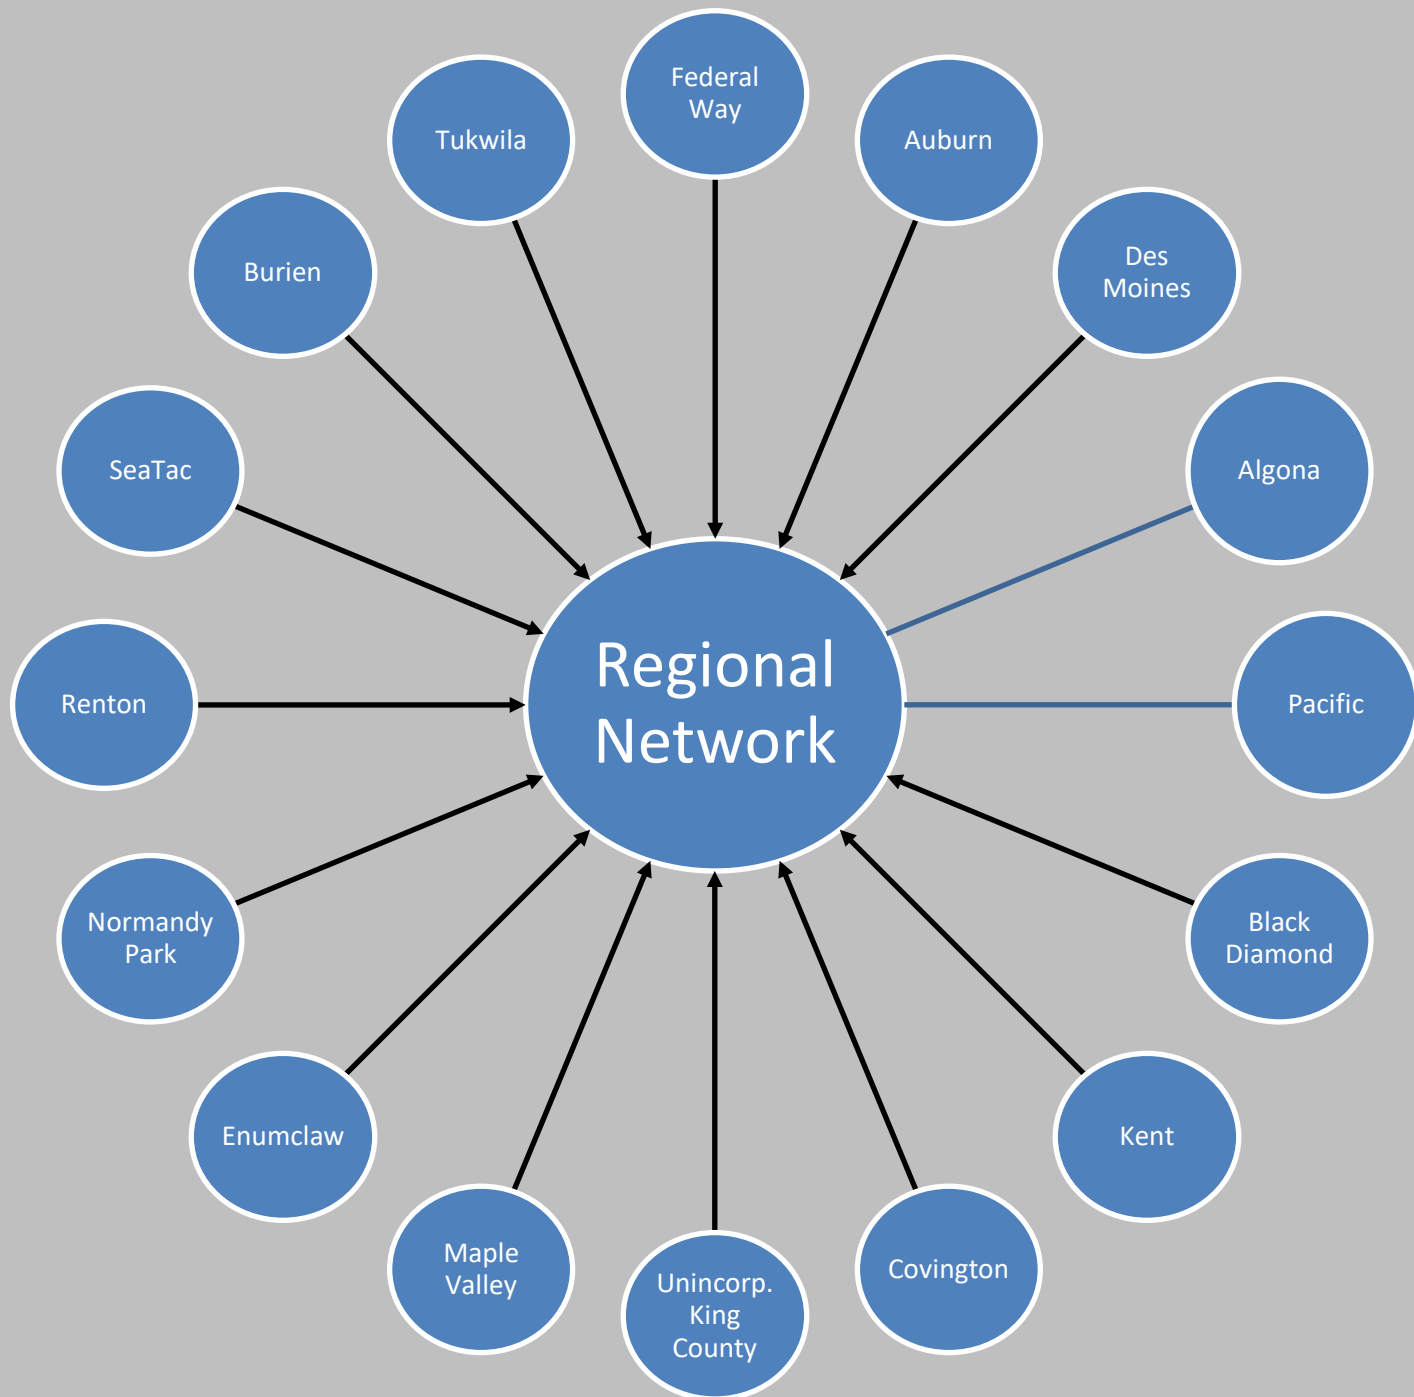 Federal
Way
Auburn
Des
Moines
Algona
Pacific
Black
Diamond
Kent
Covington
Unincorp.
King
County
Maple
Valley
Enumclaw
Normandy
Park
Renton
SeaTac
Burien
Tukwila
Regional
Network